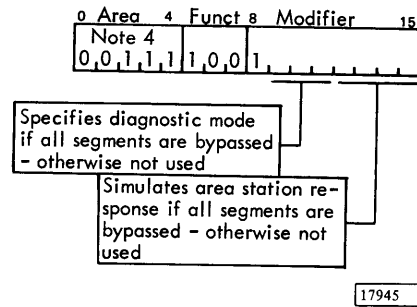 0 Area 4 Funct 8 Modifier 15
Note 4
0 0 1 1 1 1 0 0 1
Specifies diagnostic mode
if all segments are bypassed
- otherwise not used
Simulates area station re-
sponse if all segments are
bypassed - otherwise not
used
17945